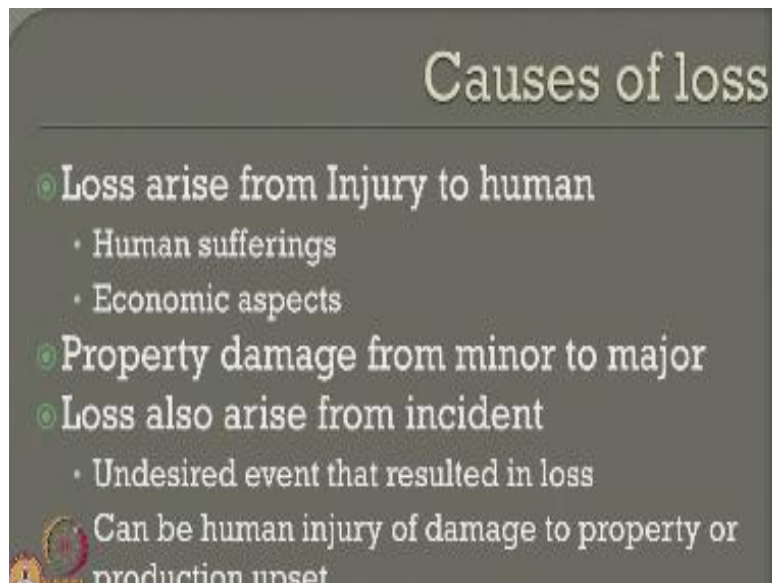 Causes of loss
Loss arise from Injury to human
Human sufferings
Economic aspects
Property damage from minor to major
Loss also arise from incident
Undesired event that resulted in loss
Can be human injury of damage to property or
production upset